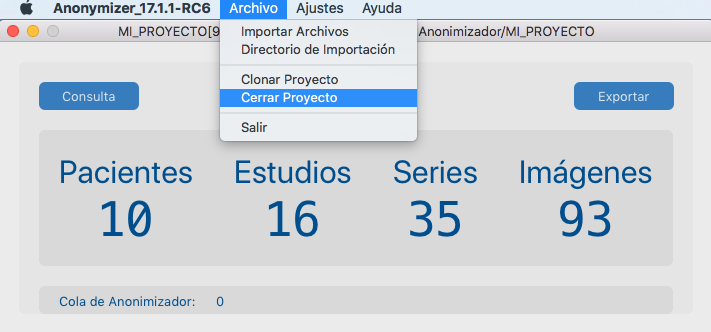 Anonymizer_17.1.1-RC6 Archivo Ajustes Ayuda
MI_PROYECTO[9 Anonimizador/MI_PROYECTO
Importar Archivos
Directorio de Importación
Clonar Proyecto
Cerrar Proyecto
Salir
Consulta Exportar
Pacientes Estudios Series Imágenes
10 16 35 93
Cola de Anonimizador: 0